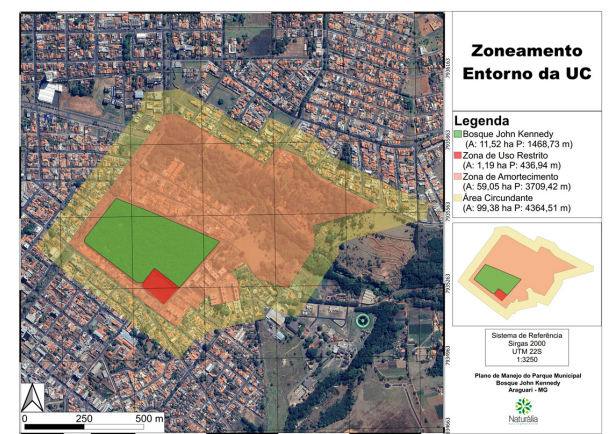 Zoneamento
Entorno da UC
Legenda
Bosque John Kennedy
(A: 11,52 ha P: 1468,73 m)
Zona de Uso Restrito
(A: 1,19 ha P: 436,94 m)
Zona de Amortecimento
(A: 59,05 ha P: 3709,42 m)
Área Circundante
(A: 99,38 ha P: 4364,51 m)
Sistema de Referência
Sirgas 2000
UTM 22S
1:3250
Plano de Manejo do Parque Municipal
Bosque John Kennedy
Araguari - MG
Naturália
0 250 500 m